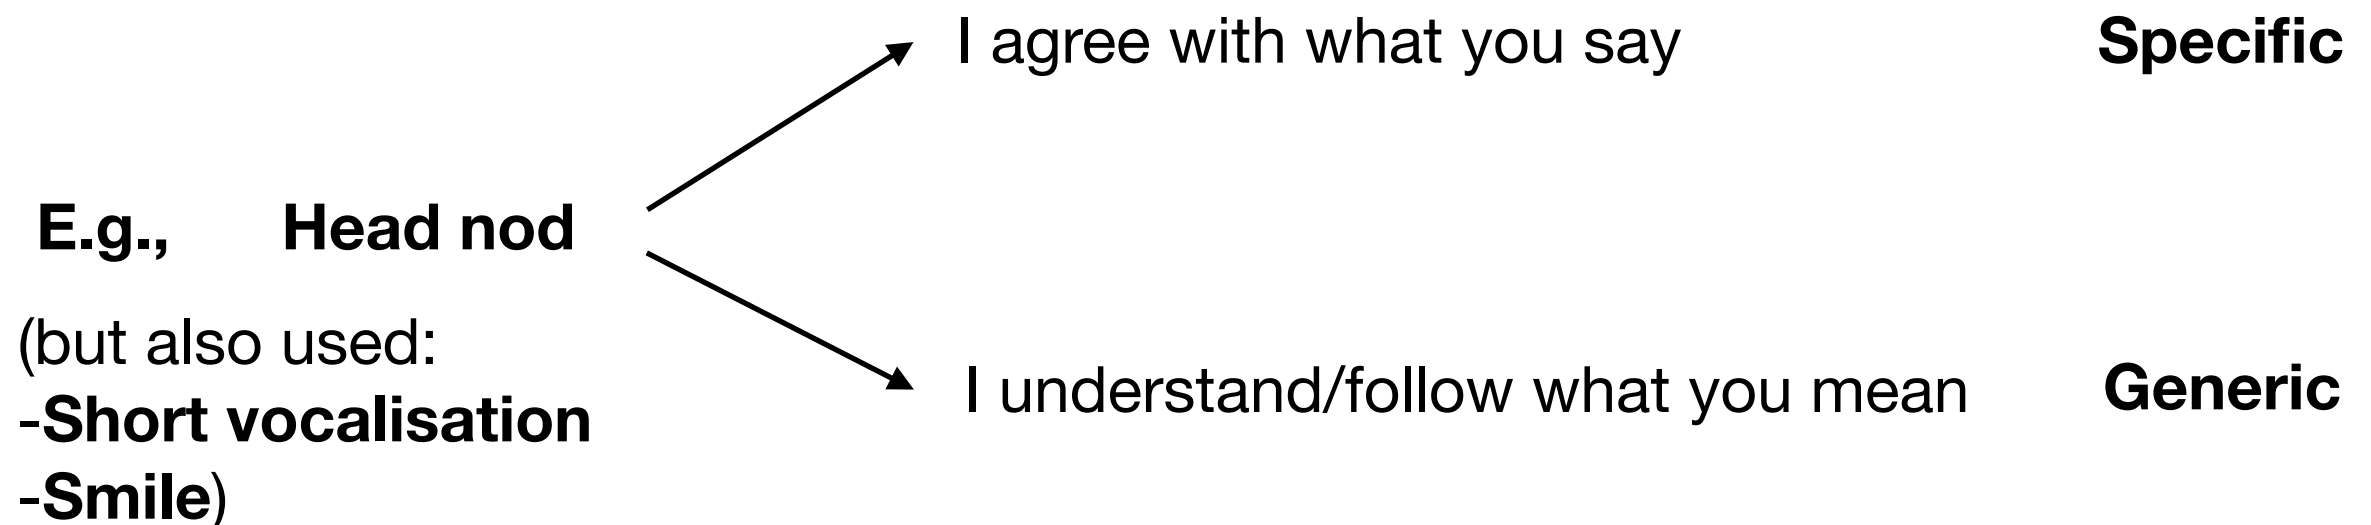 I agree with what you say Specific
E.g., Head nod
(but also used:
-Short vocalisation
-Smile)
I understand/follow what you mean Generic